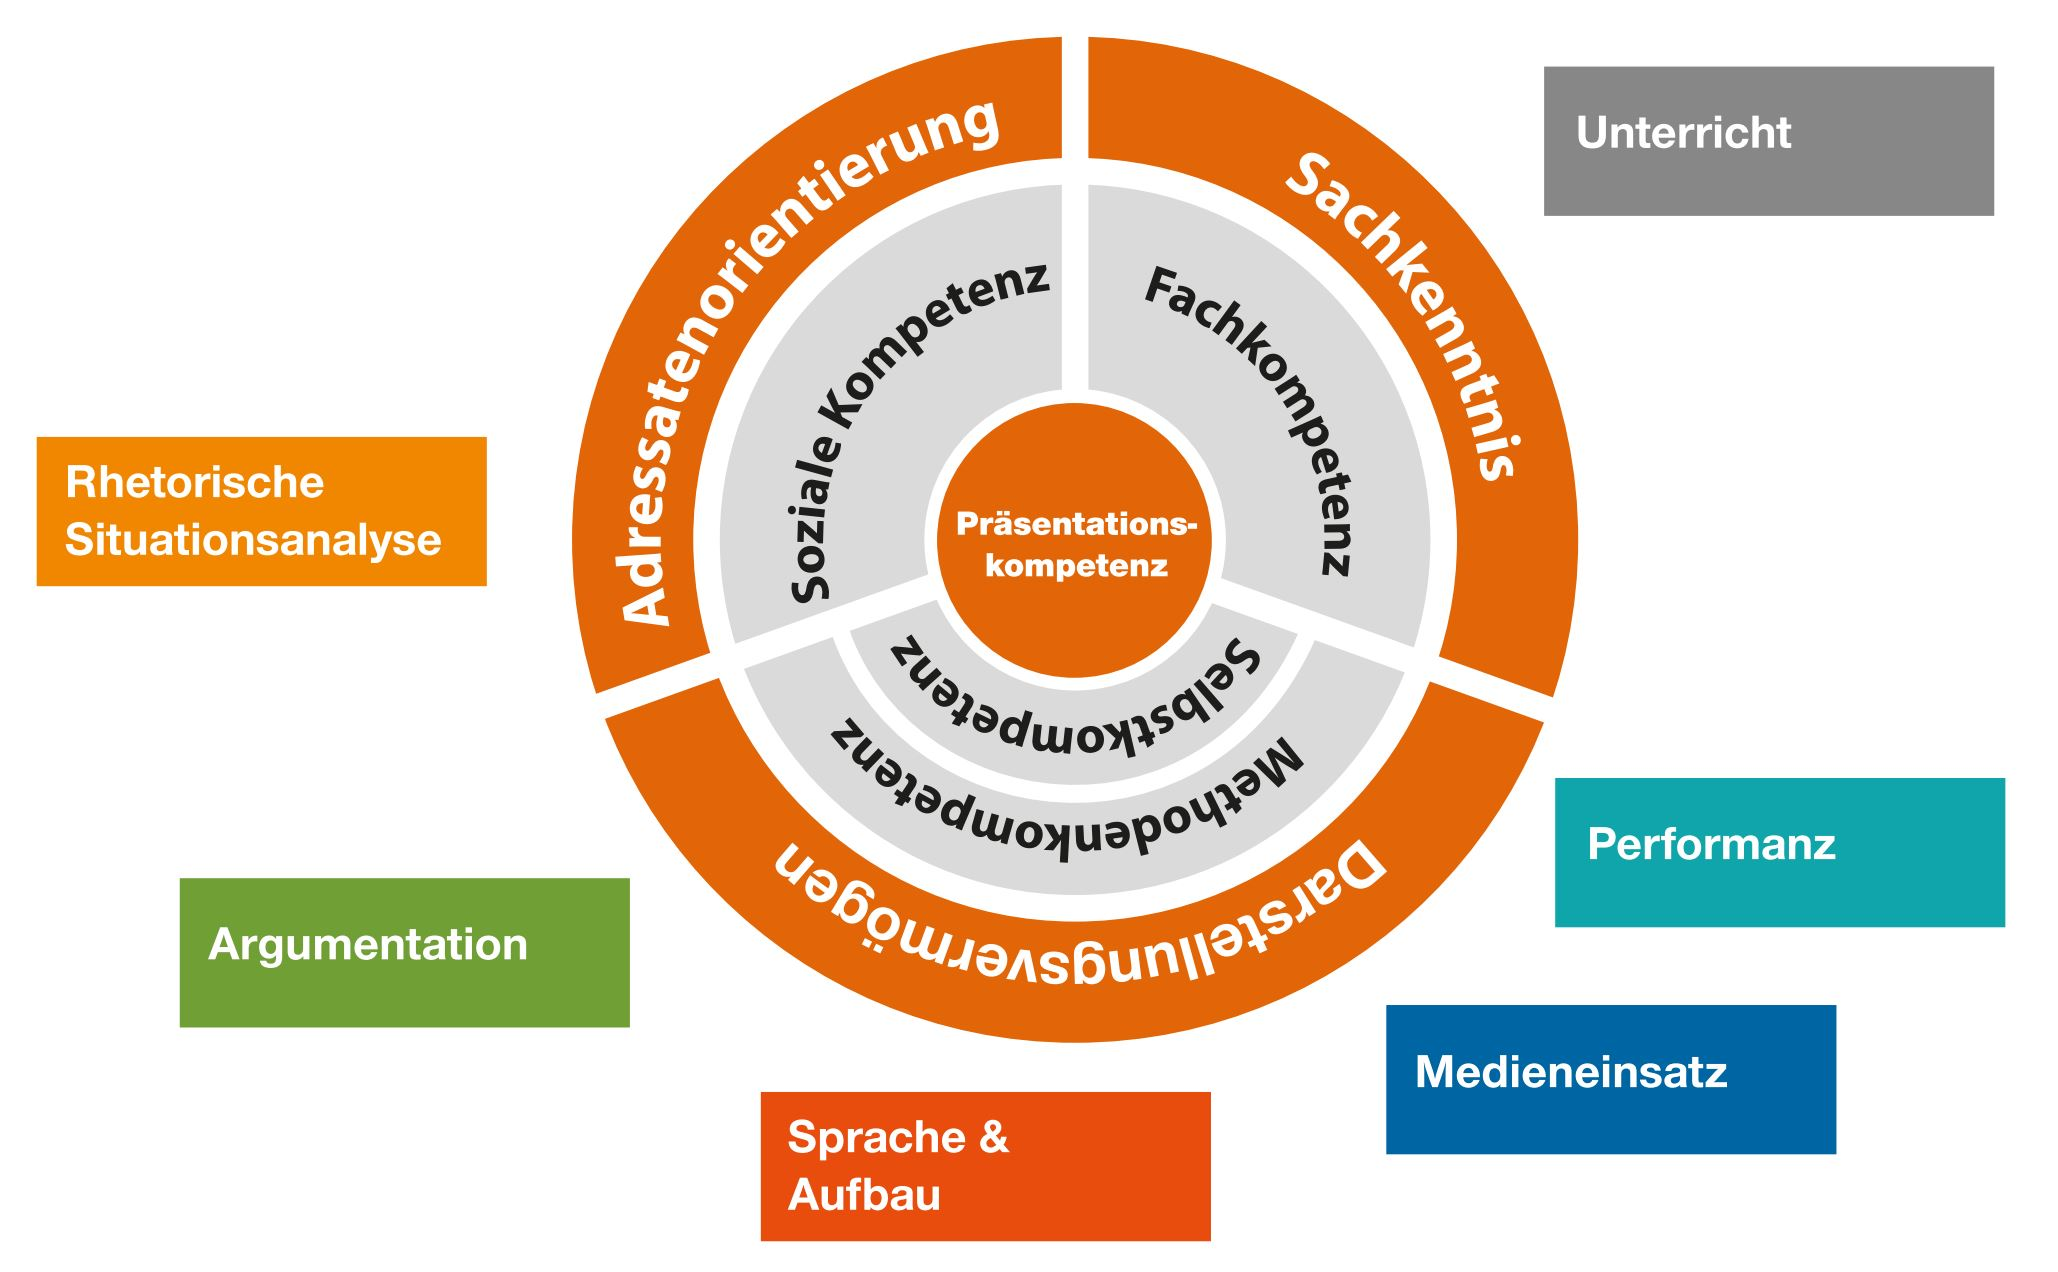 Adressatenorientierung
Sachkenntnis
Unterricht
Soziale Kompetenz
Fachkompetenz
Rhetorische
Situationsanalyse
Präsentations-
kompetenz
Selbstkompetenz
Methodenkompetenz
Darstellungsvermögen
Performanz
Argumentation
Medieneinsatz
Sprache &
Aufbau